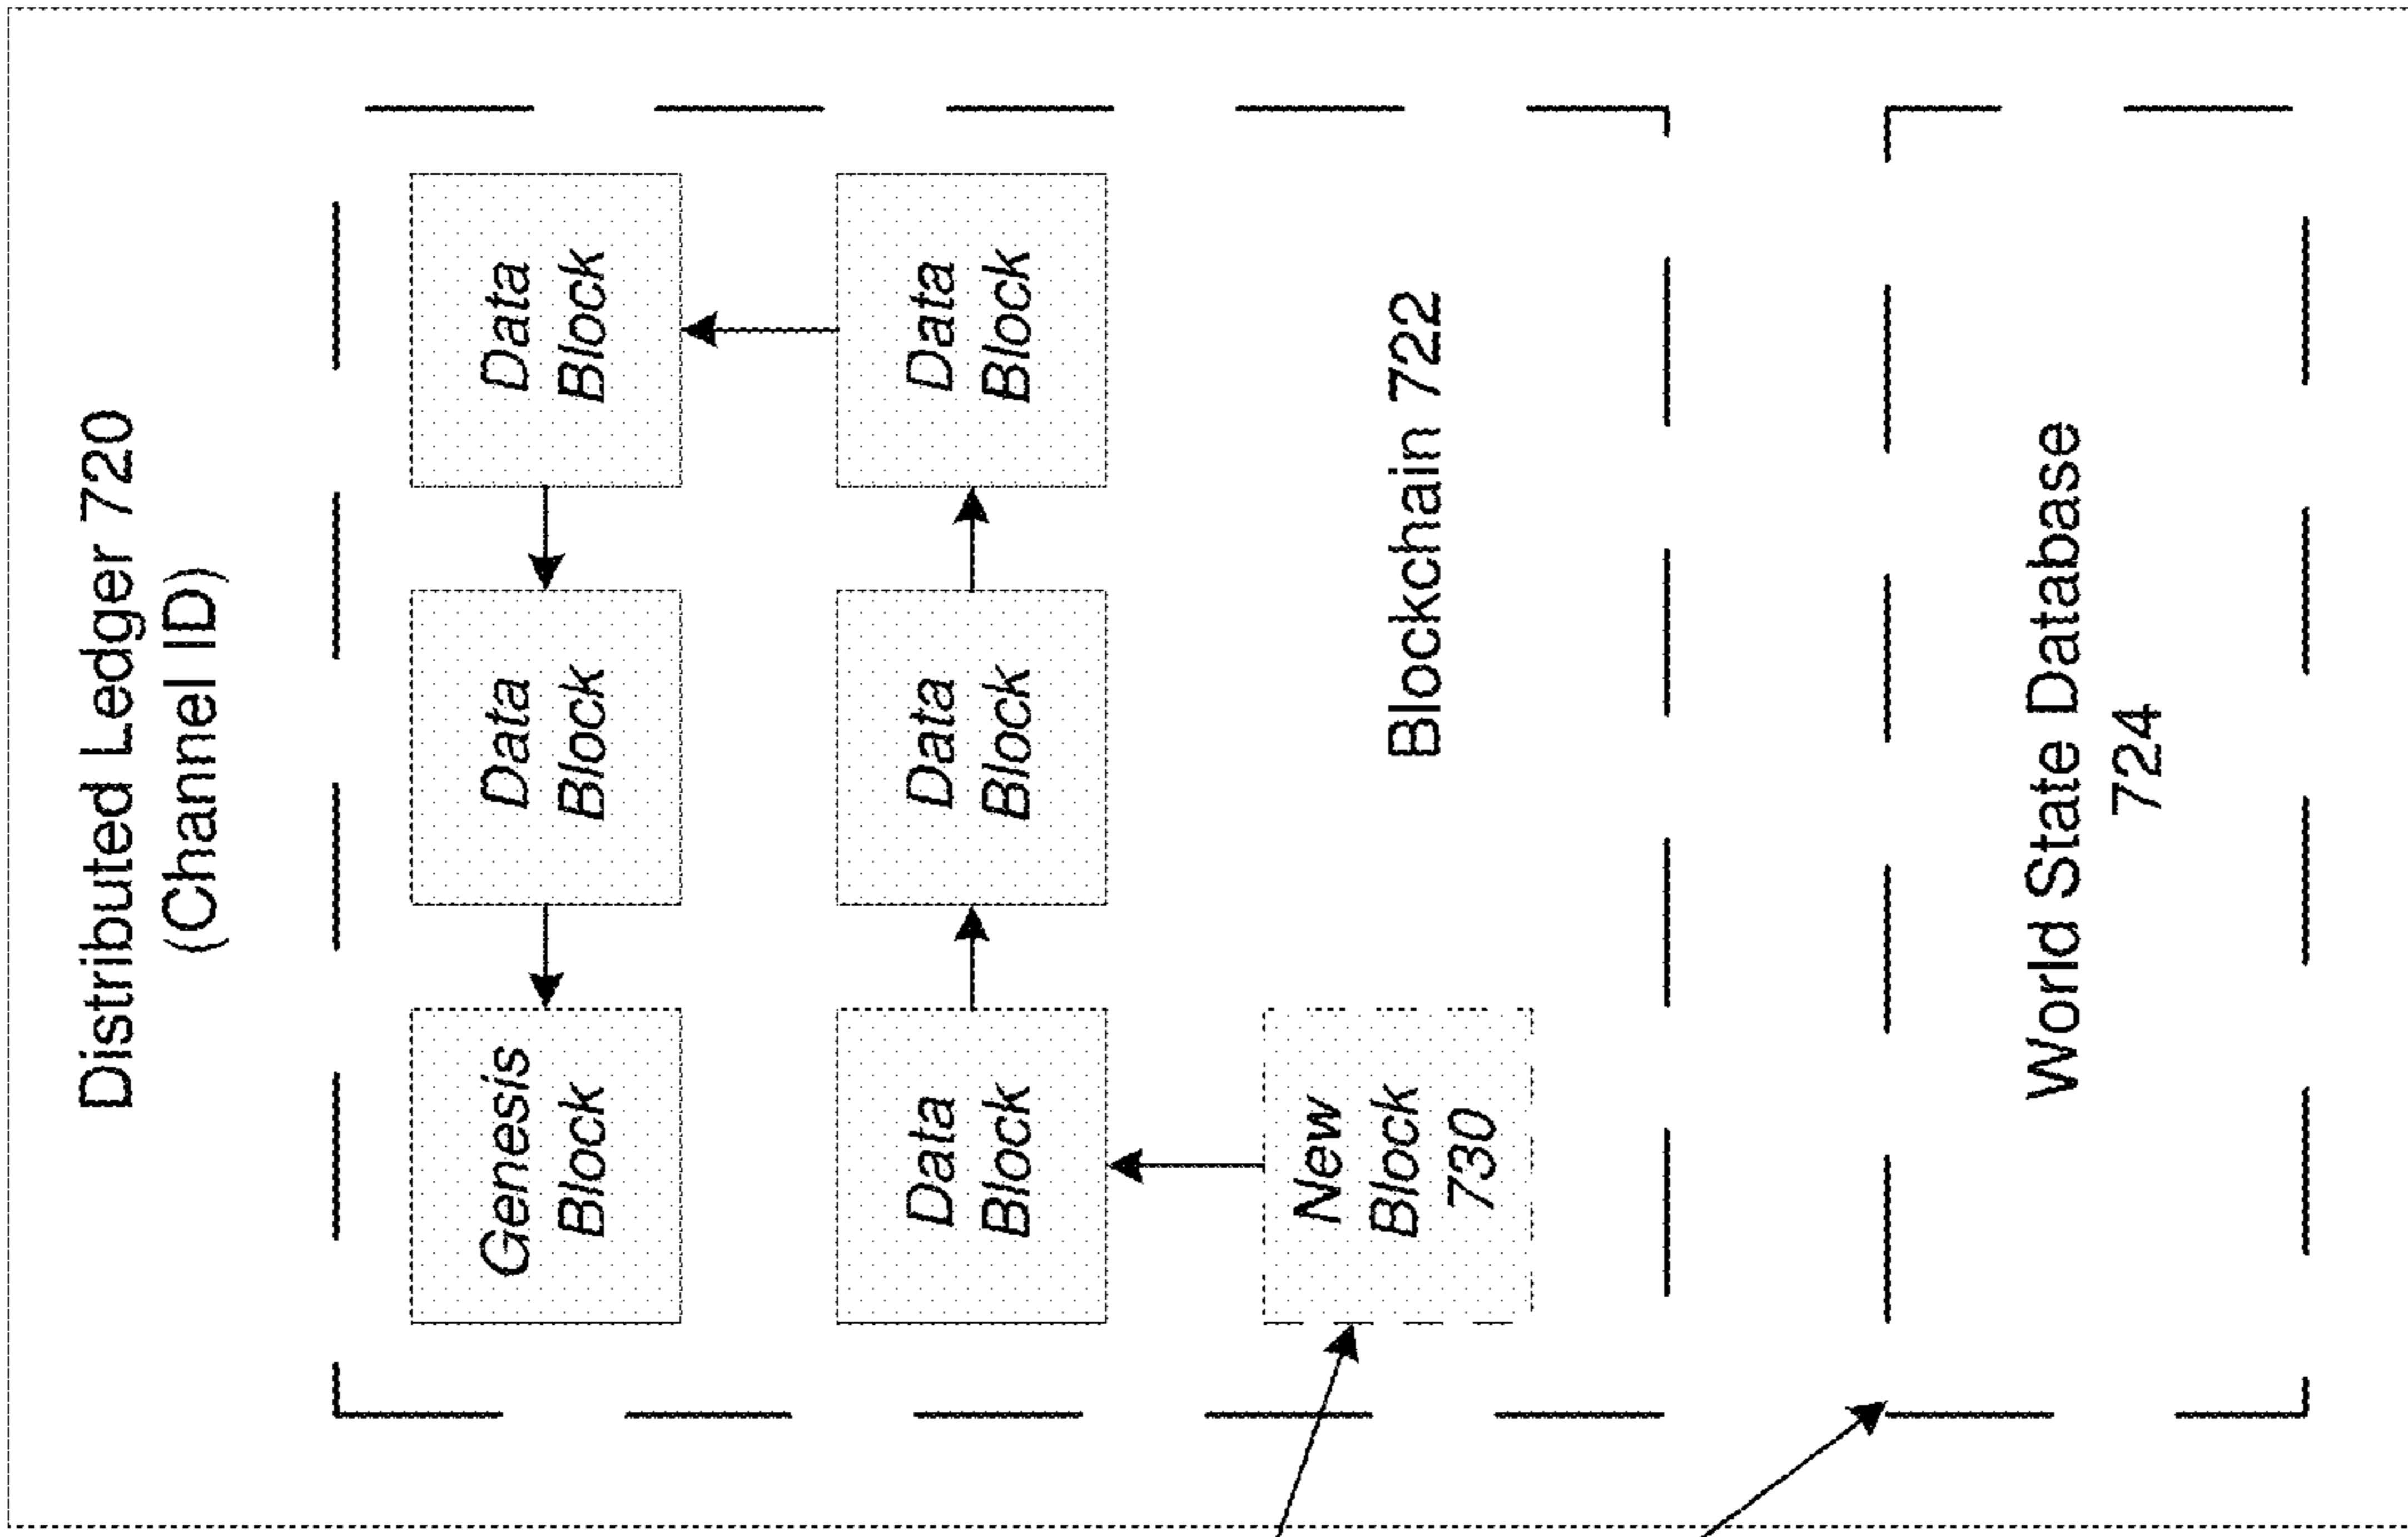 Distributed Ledger 720
(Channel ID)
Genesis
Block
Data
Block
Data
Block
Data
Block
Data
Block
Data
Block
New
Block
730
Blockchain 722
World State Database
724